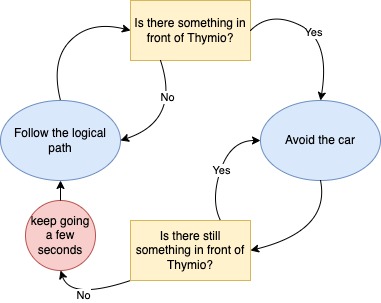 Is there something in
front of Thymio?
Yes
No
Follow the logical
path
Avoid the car
Yes
keep going
a few
seconds
Is there still
something in front of
Thymio?
No